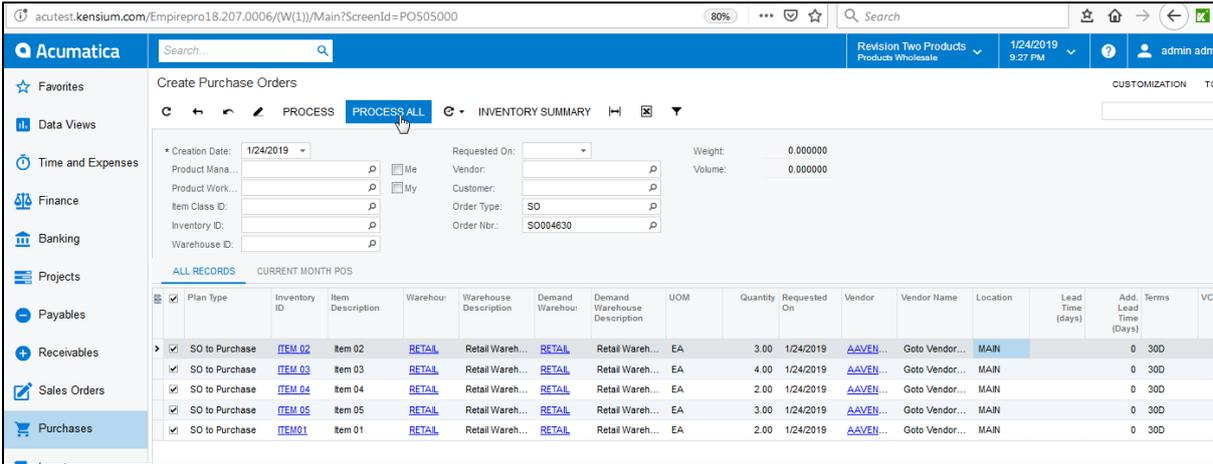 acutest.kensium.com/Empirepro18.207.0006/(W(1))/Main?ScreenId=PO505000 80% Search
Acumatica Search... Revision Two Products Products Wholesale 1/24/2019 9:27 PM ? admin adm
Favorites
Create Purchase Orders
CUSTOMIZATION
PROCESS PROCESS ALL INVENTORY SUMMARY
Data Views
Time and Expenses
Finance
Banking
Projects
Payables
Receivables
Sales Orders
Purchases
* Creation Date: 1/24/2019 Requested On: Weight: 0.000000
Product Mana... Me Vendor: Volume: 0.000000
Product Work... My Customer:
Item Class ID: Order Type: SO
Inventory ID: Order Nbr.: SO004630
Warehouse ID:
ALL RECORDS CURRENT MONTH POS
Plan Type Inventory ID Item Description Warehou: Warehouse Description Demand Warehou: Demand Warehouse Description UOM Quantity Requested On Vendor Vendor Name Location Lead Time (days) Add. Lead Time (Days) Terms VC
SO to Purchase ITEM 02 Item 02 RETAIL Retail Wareh... RETAIL Retail Wareh... EA 3.00 1/24/2019 AAVEN... Goto Vendor... MAIN 0 30D
SO to Purchase ITEM 03 Item 03 RETAIL Retail Wareh... RETAIL Retail Wareh... EA 4.00 1/24/2019 AAVEN... Goto Vendor... MAIN 0 30D
SO to Purchase ITEM 04 Item 04 RETAIL Retail Wareh... RETAIL Retail Wareh... EA 2.00 1/24/2019 AAVEN... Goto Vendor... MAIN 0 30D
SO to Purchase ITEM 05 Item 05 RETAIL Retail Wareh... RETAIL Retail Wareh... EA 3.00 1/24/2019 AAVEN... Goto Vendor... MAIN 0 30D
SO to Purchase ITEM01 Item 01 RETAIL Retail Wareh... RETAIL Retail Wareh... EA 2.00 1/24/2019 AAVEN... Goto Vendor... MAIN 0 30D